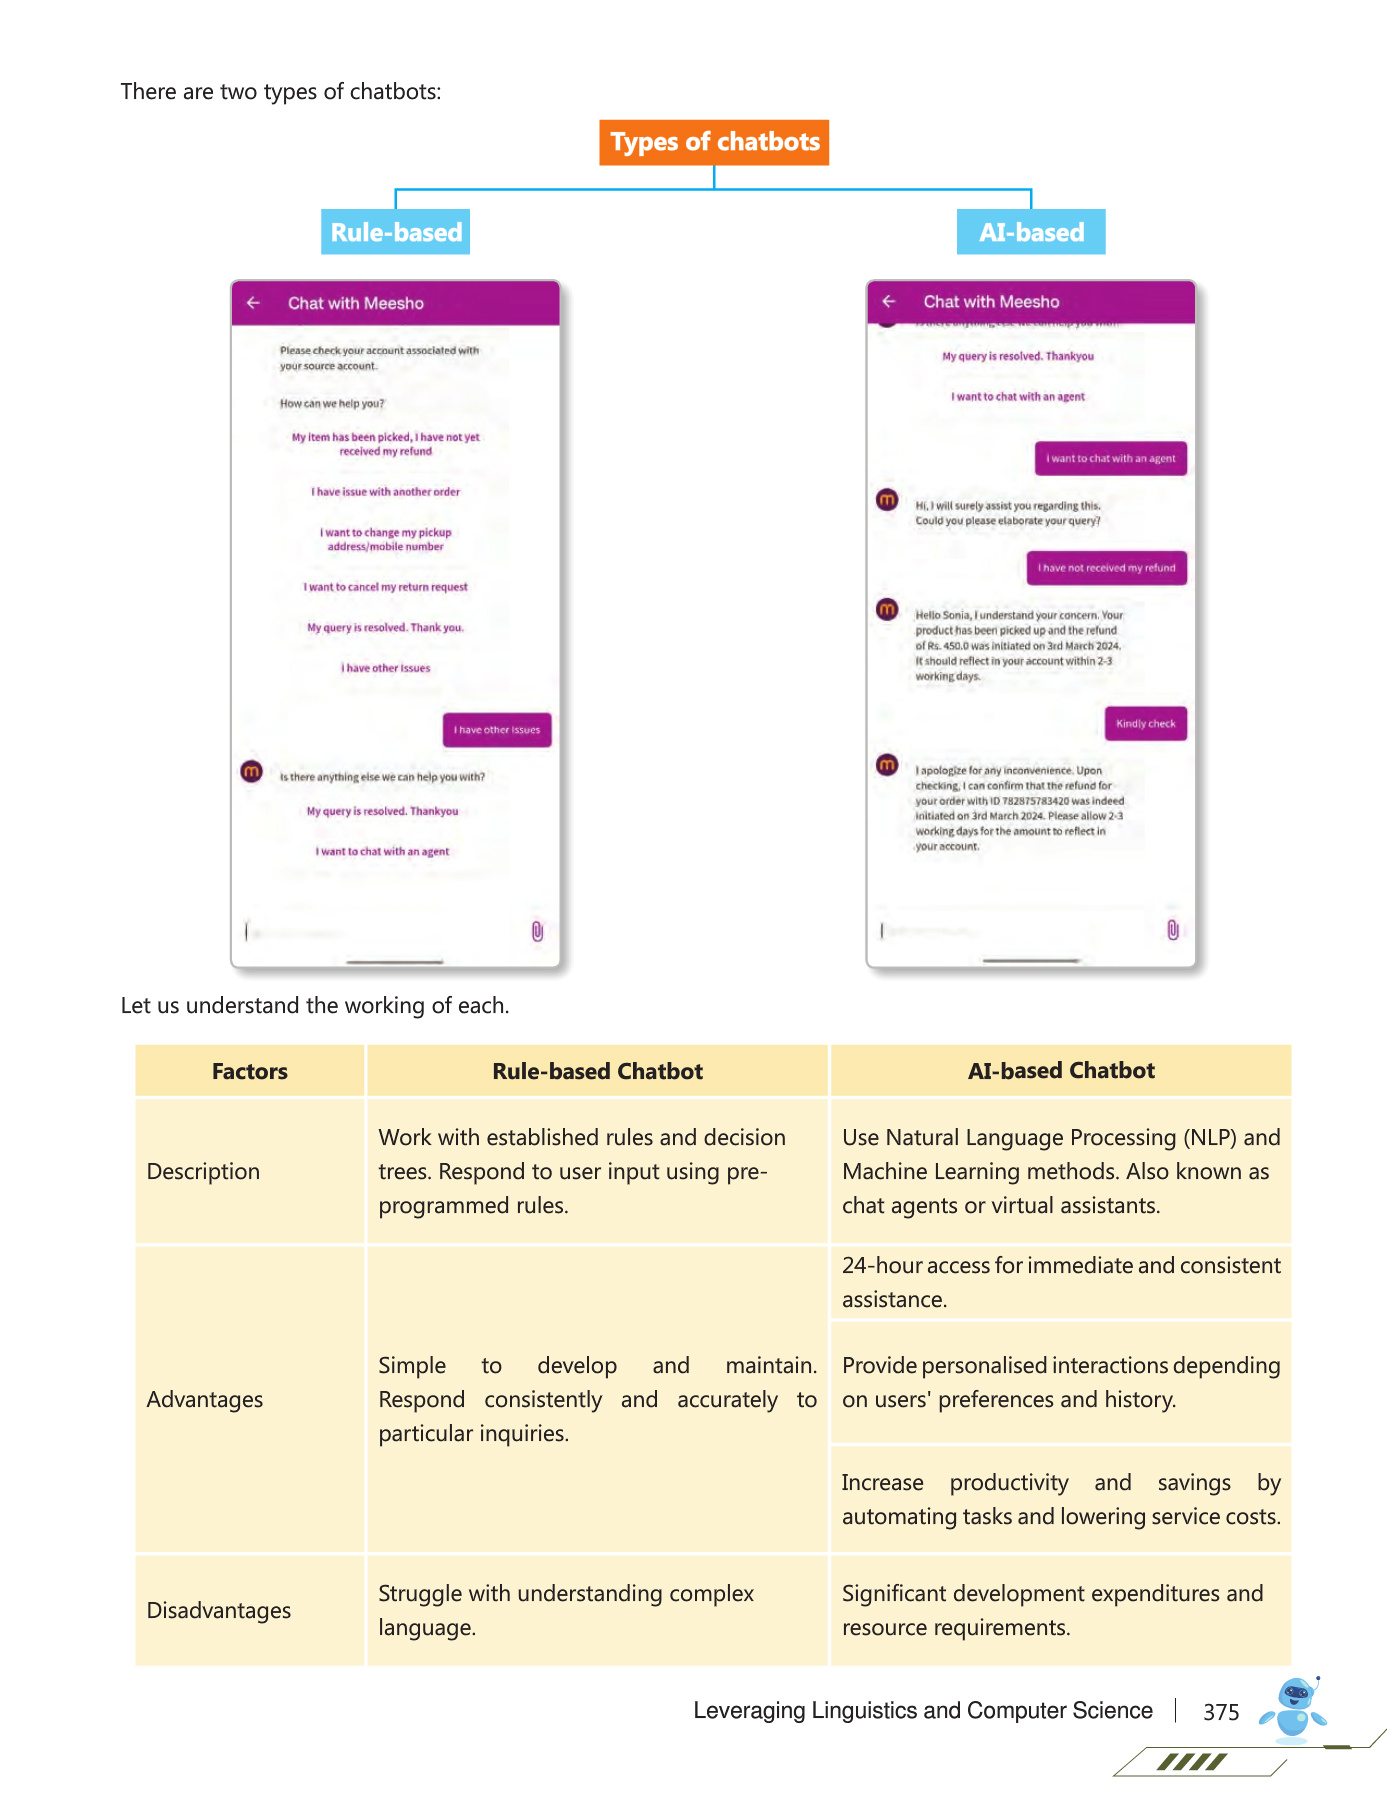 There are two types of chatbots:
Types of chatbots
Rule-based
AI-based
Chat with Meesho
Please check your account associated with
your source account.
How can we help you?
My item has been picked, I have not yet
received my refund
I have issue with another order
I want to change my pickup
address/mobile number
I want to cancel my return request
My query is resolved. Thank you.
I have other issues
I have other issues
m
Is there anything else we can help you with?
My query is resolved. Thankyou
I want to chat with an agent
Chat with Meesho
Is there anything else we can help you with?
My query is resolved. Thankyou
I want to chat with an agent
I want to chat with an agent
m
Hi, I will surely assist you regarding this.
Could you please elaborate your query?
I have not received my refund
m
Hello Sonia, I understand your concern. Your
product has been picked up and the refund
of Rs. 450.0 was initiated on 3rd March 2024.
It should reflect in your account within 2-3
working days.
Kindly check
m
I apologize for any inconvenience. Upon
checking, I can confirm that the refund for
your order with ID 782875783420 was indeed
initiated on 3rd March 2024. Please allow 2-3
working days for the amount to reflect in
your account.
Let us understand the working of each.
Factors
Rule-based Chatbot
AI-based Chatbot
Description
Work with established rules and decision
trees. Respond to user input using pre-
programmed rules.
Use Natural Language Processing (NLP) and
Machine Learning methods. Also known as
chat agents or virtual assistants.
Advantages
Simple to develop and maintain.
Respond consistently and accurately to
particular inquiries.
24-hour access for immediate and consistent
assistance.
Provide personalised interactions depending
on users' preferences and history.
Increase productivity and savings by
automating tasks and lowering service costs.
Disadvantages
Struggle with understanding complex
language.
Significant development expenditures and
resource requirements.
Leveraging Linguistics and Computer Science
375